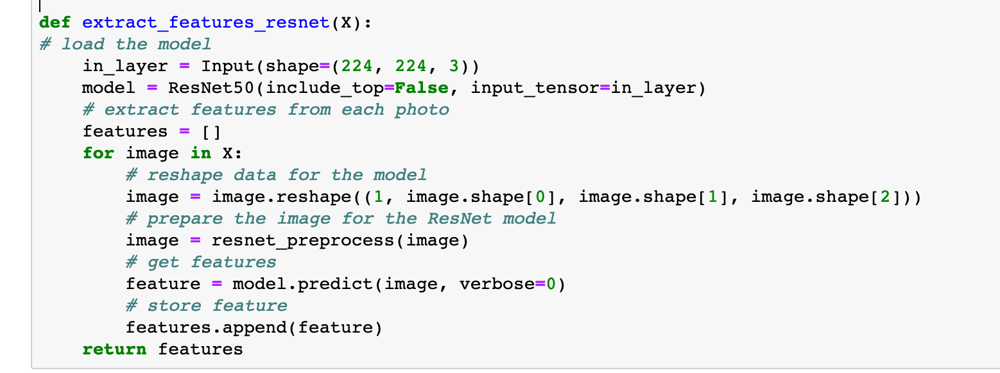 def extract_features_resnet(X):
# load the model
    in_layer = Input(shape=(224, 224, 3))
    model = ResNet50(include_top=False, input_tensor=in_layer)
    # extract features from each photo
    features = []
    for image in X:
        # reshape data for the model
        image = image.reshape((1, image.shape[0], image.shape[1], image.shape[2]))
        # prepare the image for the ResNet model
        image = resnet_preprocess(image)
        # get features
        feature = model.predict(image, verbose=0)
        # store feature
        features.append(feature)
    return features